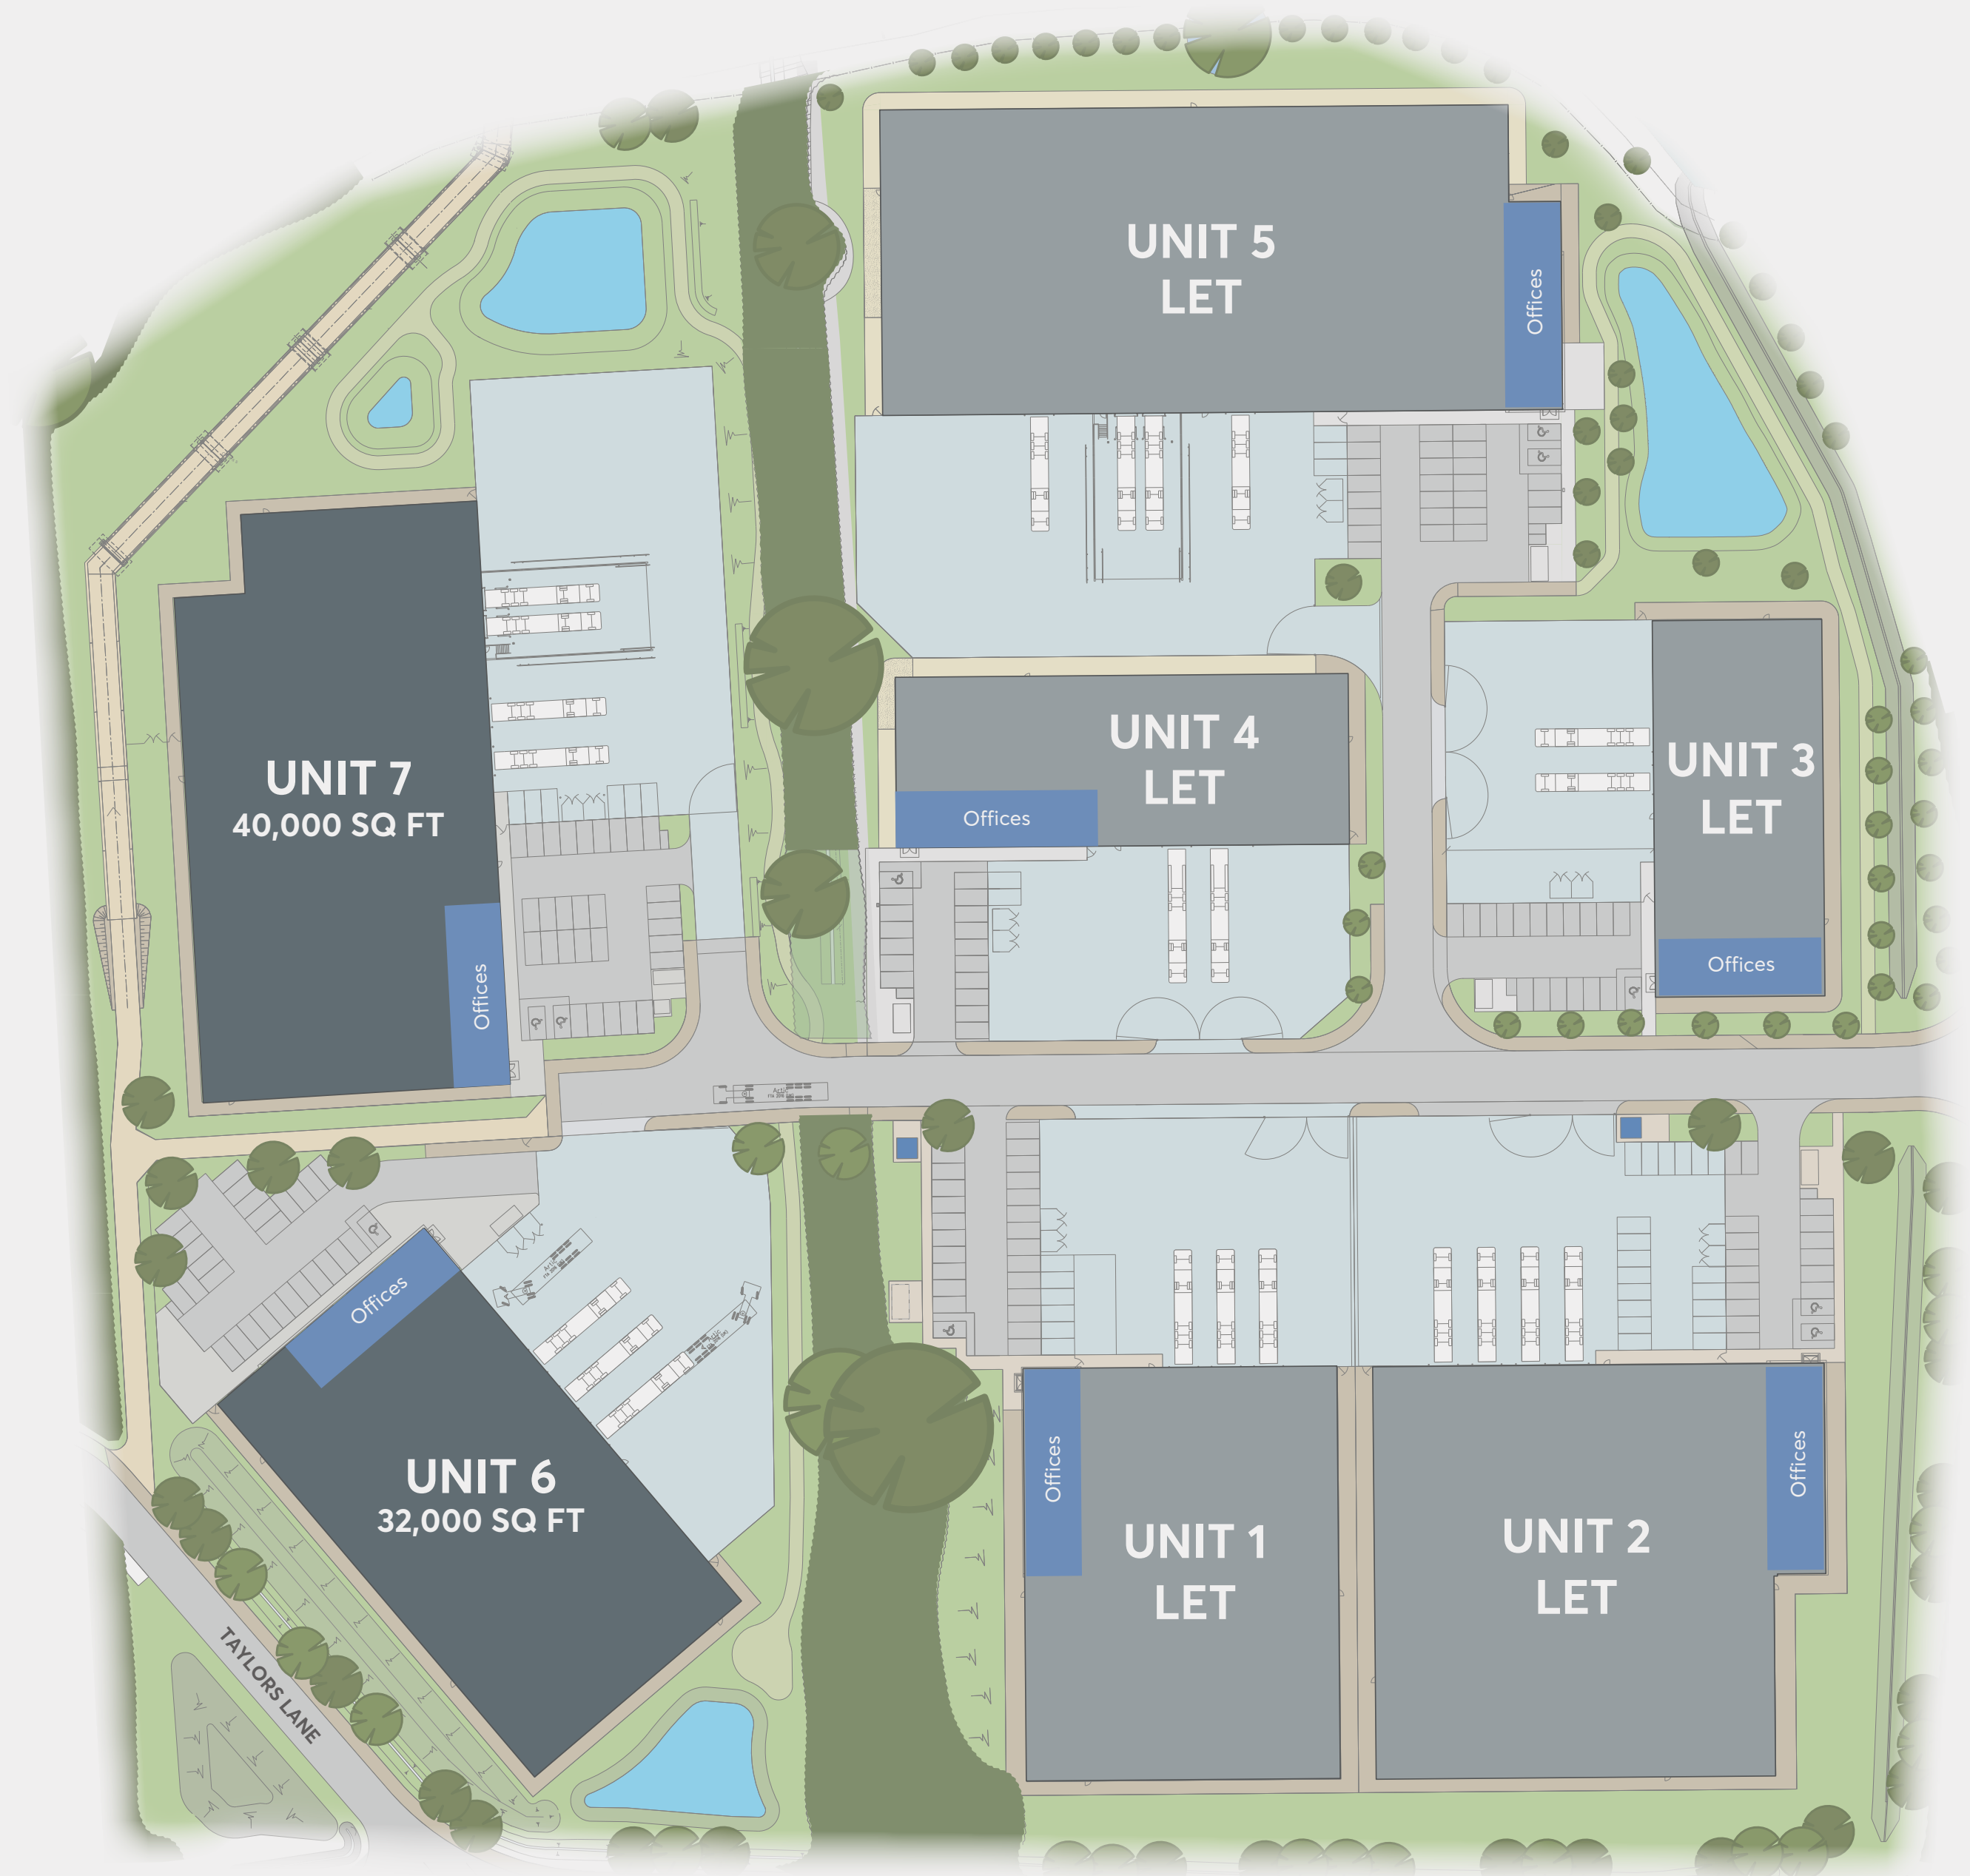 UNIT 5
LET
Offices
UNIT 4
LET
Offices
UNIT 3
LET
Offices
UNIT 7
40,000 SQ FT
Offices
Offices
UNIT 6
32,000 SQ FT
TAYLORS LANE
Offices
UNIT 1
LET
Offices
UNIT 2
LET